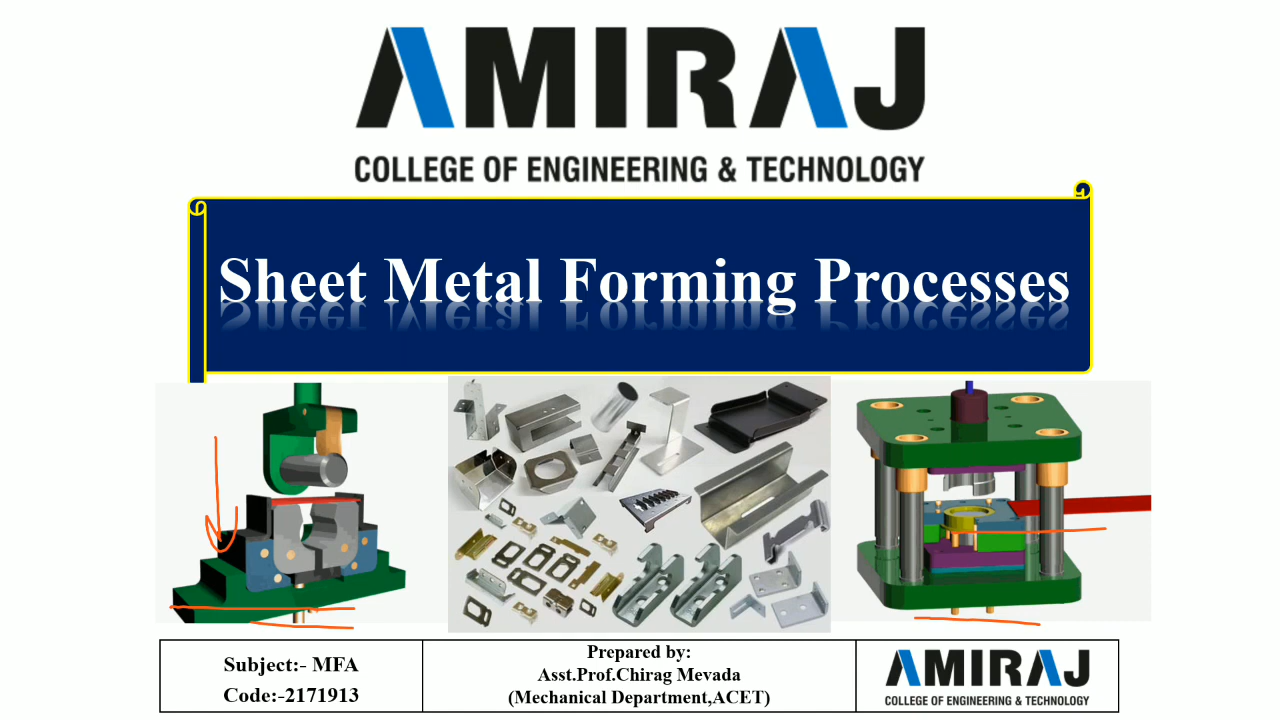 AMIRAJ
COLLEGE OF ENGINEERING & TECHNOLOGY
Sheet Metal Forming Processes
Subject:- MFA
Code:-2171913
Prepared by:
Asst.Prof.Chirag Mevada
(Mechanical Department,ACET)
AMIRAJ
COLLEGE OF ENGINEERING & TECHNOLOGY